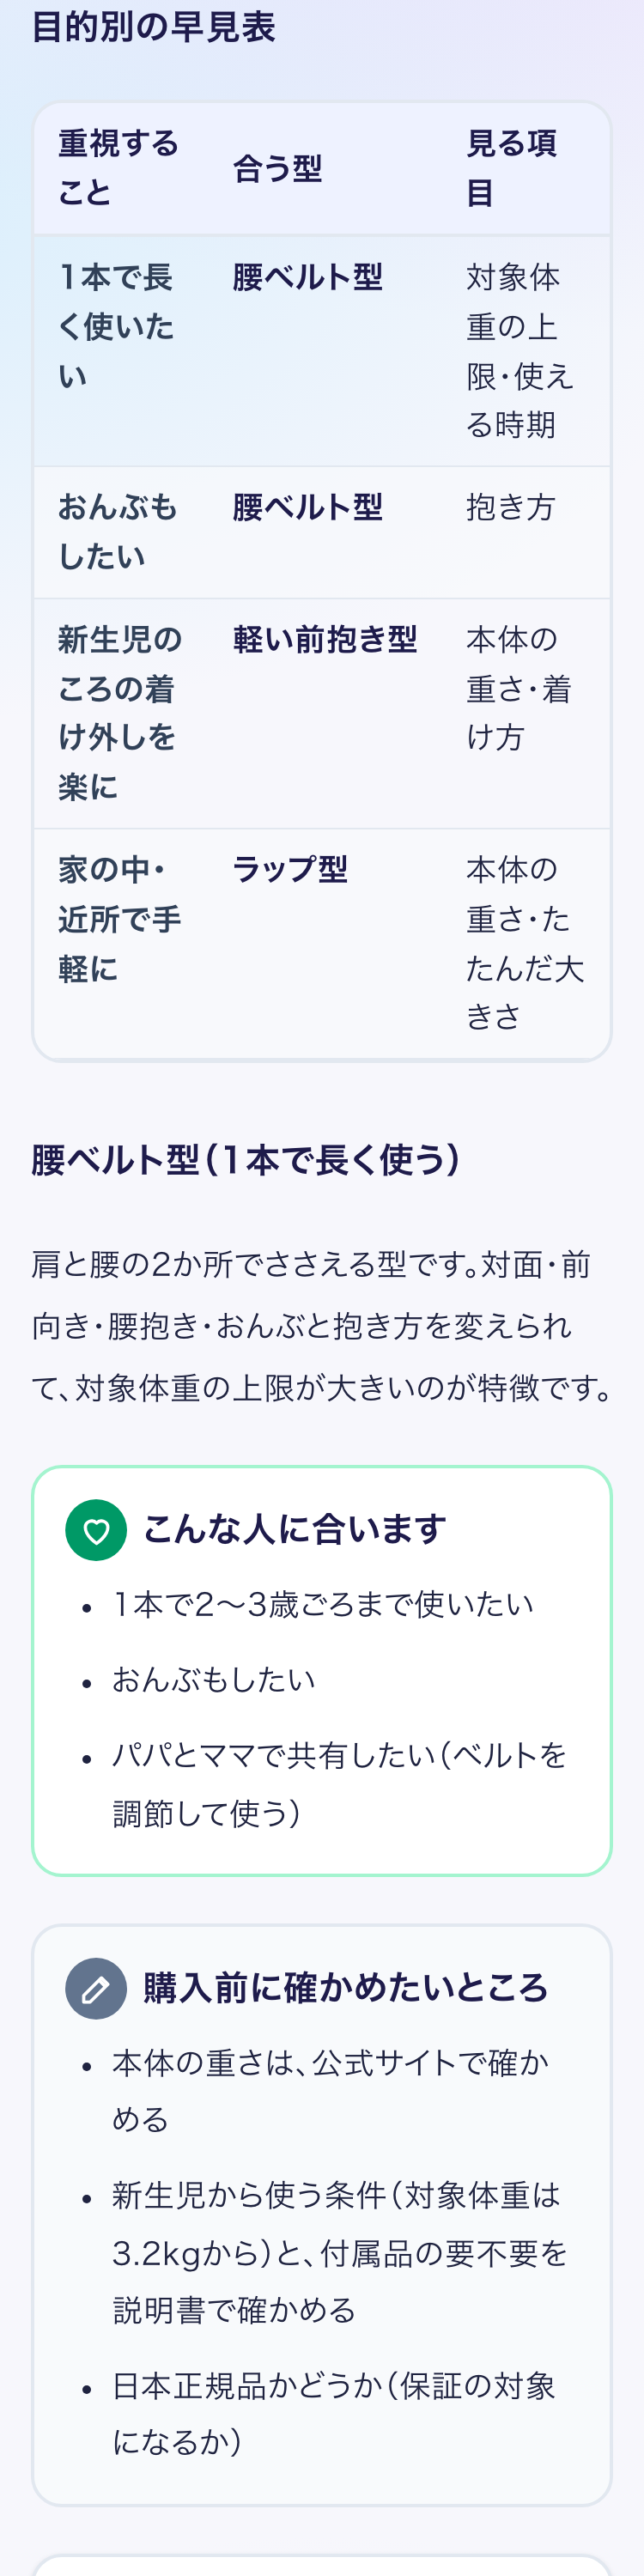 目的別の早見表
重視する
こと
合う型
見る項
目
1本で長
く使いた
い
腰ベルト型
対象体
重の上
限・使え
る時期
おんぶも
したい
腰ベルト型
抱き方
新生児の
ころの着
け外しを
楽に
軽い前抱き型
本体の
重さ・着
け方
家の中・
近所で手
軽に
ラップ型
本体の
重さ・た
たんだ大
きさ
腰ベルト型(1本で長く使う)
肩と腰の2か所でささえる型です。対面・前
向き・腰抱き・おんぶと抱き方を変えられ
て、対象体重の上限が大きいのが特徴です。
こんな人に合います
• 1本で2〜3歳ごろまで使いたい
• おんぶもしたい
• パパとママで共有したい(ベルトを
調節して使う)
購入前に確かめたいところ
• 本体の重さは、公式サイトで確か
める
• 新生児から使う条件(対象体重は
3.2kgから)と、付属品の要不要を
説明書で確かめる
• 日本正規品かどうか(保証の対象
になるか)